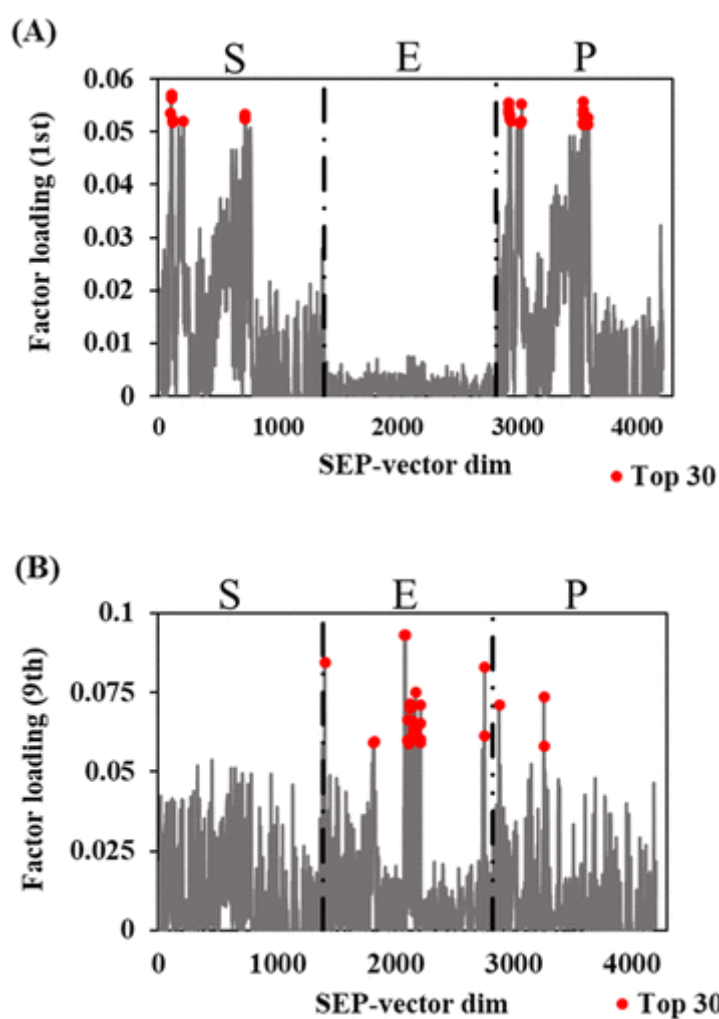 (A)
S E P
Factor loading (1st)
0.06
0.05
0.04
0.03
0.02
0.01
0
0 1000 2000 3000 4000
SEP-vector dim
Top 30
(B)
S E P
Factor loading (9th)
0.1
0.075
0.05
0.025
0
0 1000 2000 3000 4000
SEP-vector dim
Top 30